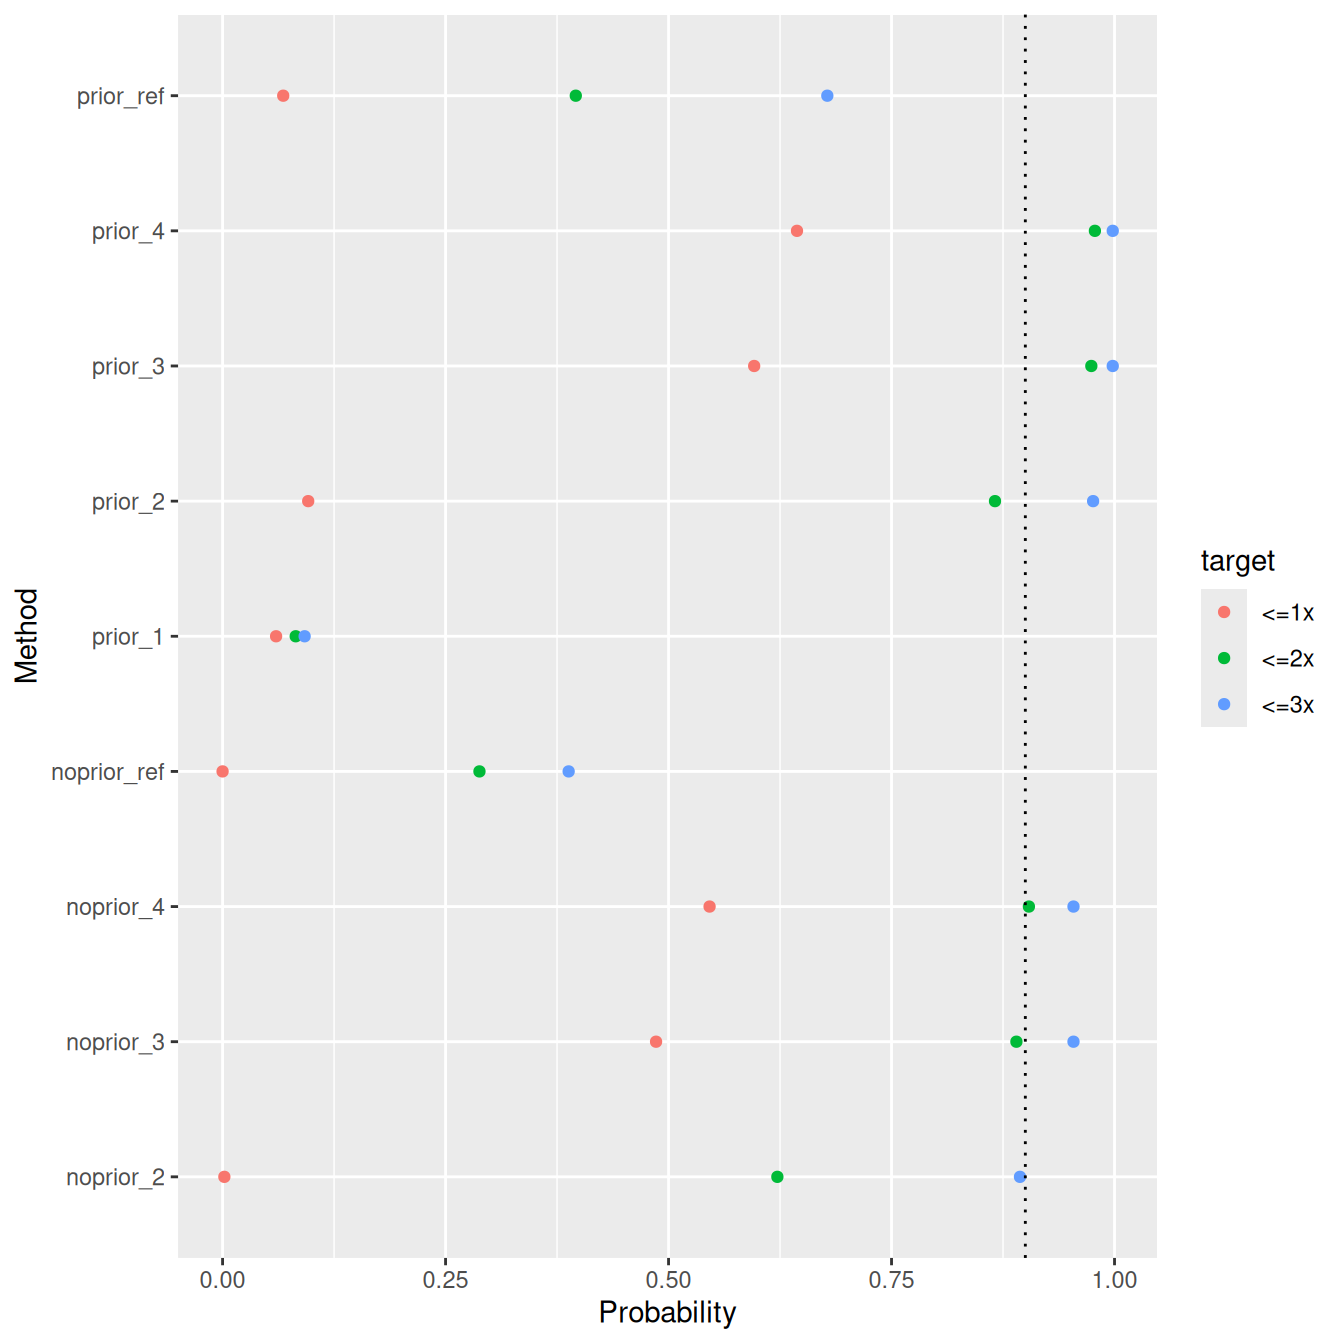 prior_ref
prior_4
prior_3
prior_2
prior_1
noprior_ref
noprior_4
noprior_3
noprior_2
Method
0.00 0.25 0.50 0.75 1.00
Probability
target
<=1x
<=2x
<=3x